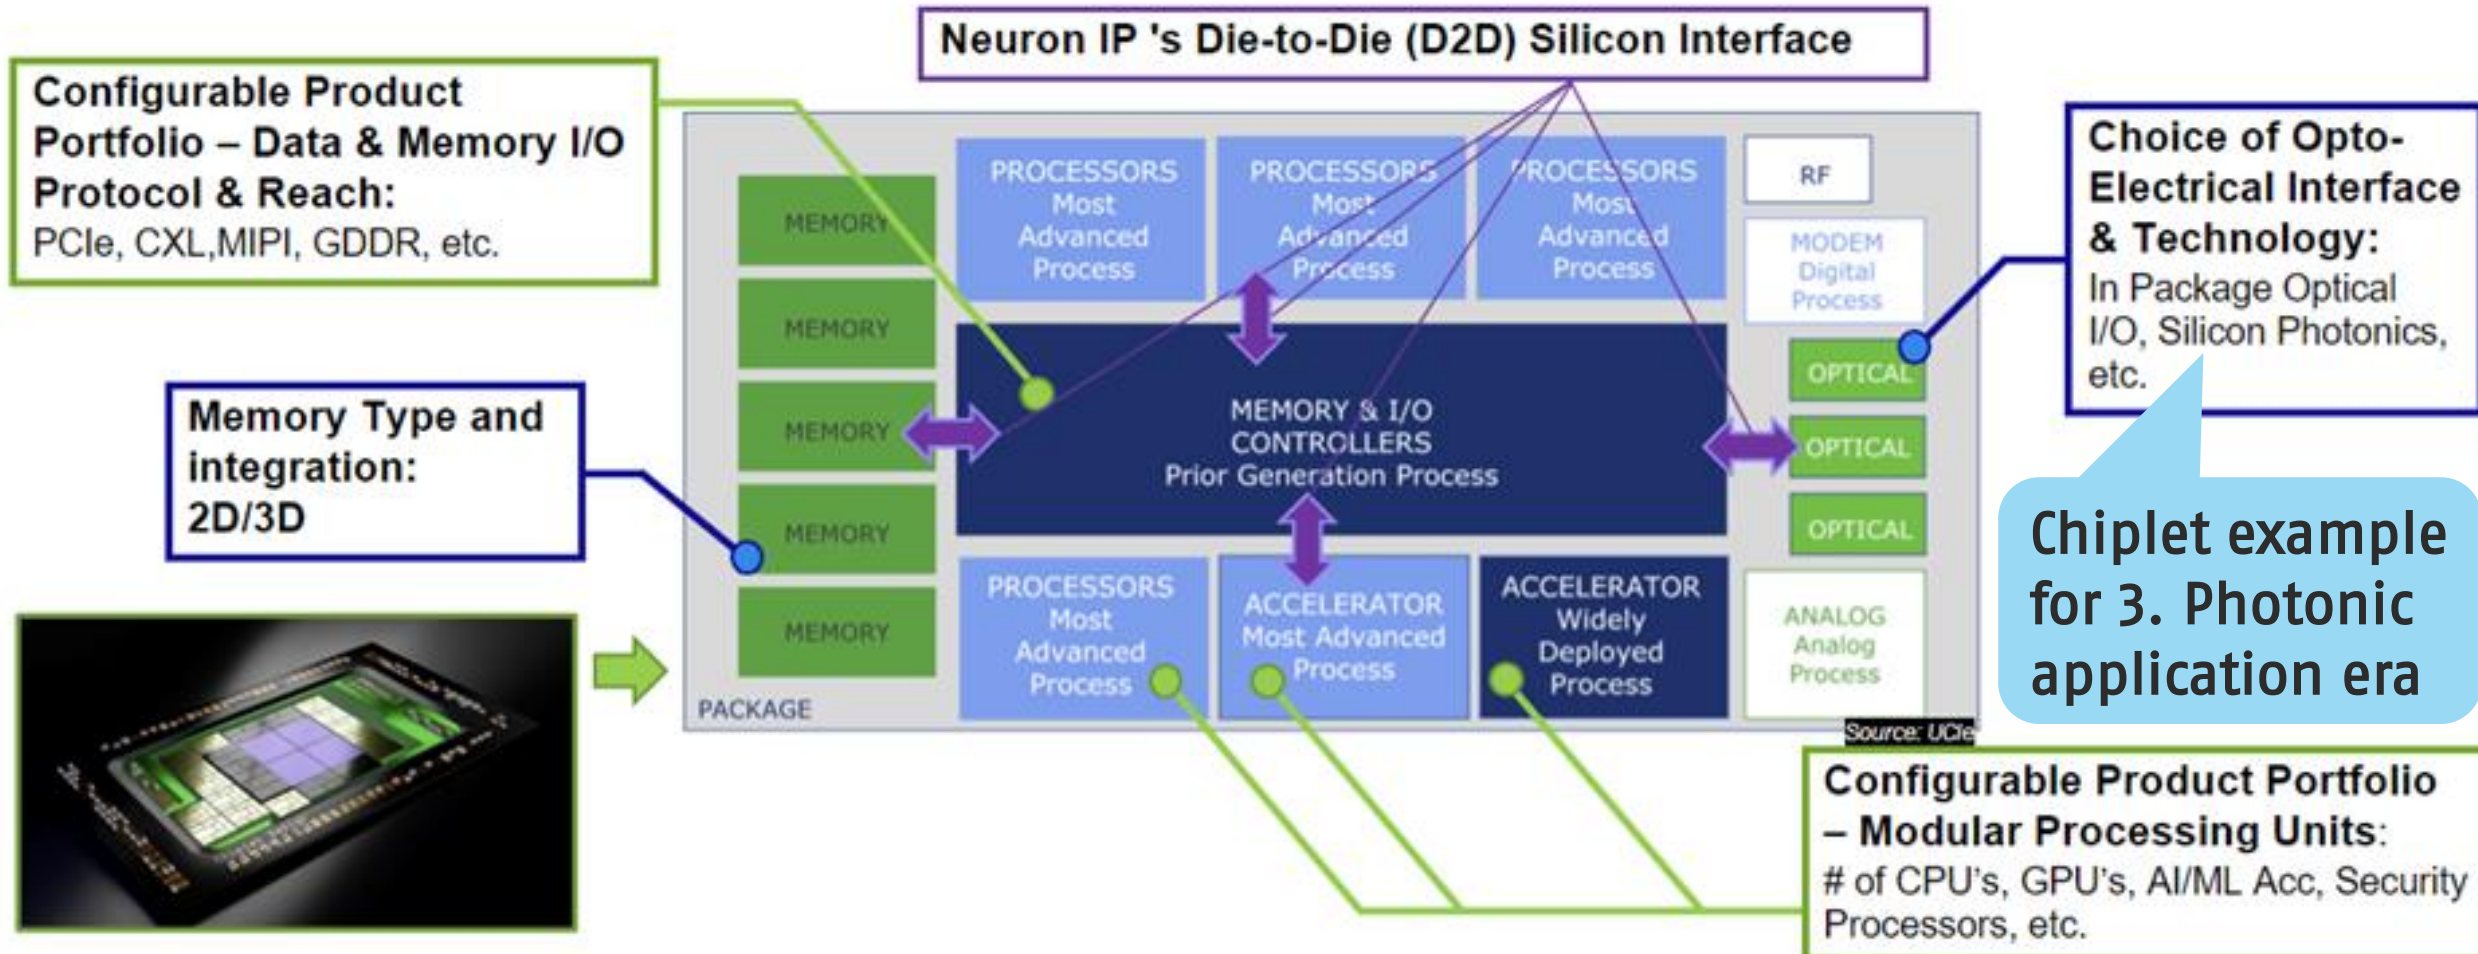 Neuron IP 's Die-to-Die (D2D) Silicon Interface
Configurable Product
Portfolio – Data & Memory I/O
Protocol & Reach:
PCIe, CXL,MIPI, GDDR, etc.
Memory Type and
integration:
2D/3D
MEMORY
MEMORY
MEMORY
MEMORY
MEMORY
PACKAGE
PROCESSORS
Most
Advanced
Process
PROCESSORS
Most
Advanced
Process
PROCESSORS
Most
Advanced
Process
MEMORY & I/O
CONTROLLERS
Prior Generation Process
PROCESSORS
Most
Advanced
Process
ACCELERATOR
Most Advanced
Process
ACCELERATOR
Widely
Deployed
Process
RF
MODEM
Digital
Process
OPTICAL
OPTICAL
OPTICAL
ANALOG
Analog
Process
Source: UCIe
Choice of Opto-
Electrical Interface
& Technology:
In Package Optical
I/O, Silicon Photonics,
etc.
Chiplet example
for 3. Photonic
application era
Configurable Product Portfolio
– Modular Processing Units:
# of CPU's, GPU's, AI/ML Acc, Security
Processors, etc.